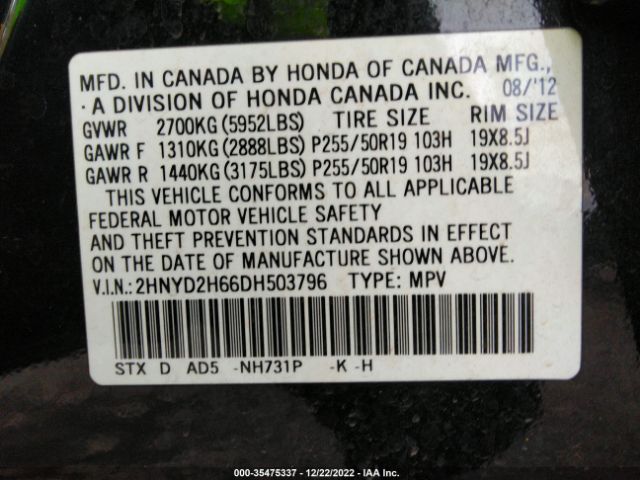 MFD. IN CANADA BY HONDA OF CANADA MFG.,
A DIVISION OF HONDA CANADA INC. 08/'12
GVWR 2700KG (5952LBS) TIRE SIZE RIM SIZE
GAWR F 1310KG (2888LBS) P255/50R19 103H 19X8.5J
GAWR R 1440KG (3175LBS) P255/50R19 103H 19X8.5J
THIS VEHICLE CONFORMS TO ALL APPLICABLE
FEDERAL MOTOR VEHICLE SAFETY
AND THEFT PREVENTION STANDARDS IN EFFECT
ON THE DATE OF MANUFACTURE SHOWN ABOVE.
V.I.N.: 2HNYD2H66DH503796 TYPE: MPV
STX D AD5 -NH731P -K -H
000-35475337 - 12/22/2022 - IAA Inc.